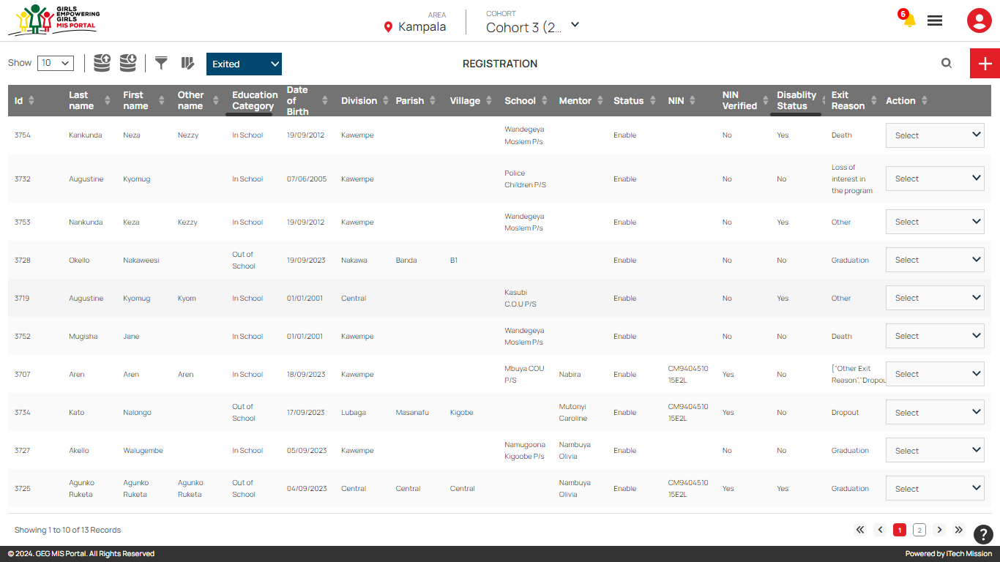 GIRLS
EMPOWERING
GIRLS
MIS PORTAL
AREA
Kampala
COHORT
Cohort 3 (2...
6
Show 10
Exited
REGISTRATION
Id Last name First name Other name Education Category Date of Birth Division Parish Village School Mentor Status NIN NIN Verified Disablity Status Exit Reason Action
3754 Kankunda Neza Nezzy In School 19/09/2012 Kawempe Wandegeya Moslem P/s Enable No Yes Death Select
3732 Augustine Kyomug In School 07/06/2005 Kawempe Police Children P/S Enable No No Loss of interest in the program Select
3753 Nankunda Keza Kezzy In School 19/09/2012 Kawempe Wandegeya Moslem P/s Enable No Yes Other Select
3728 Okello Nakaweesi Out of School 19/09/2023 Nakawa Banda B1 Enable No No Graduation Select
3719 Augustine Kyomug Kyom In School 01/01/2001 Central Kasubi C.O.U P/S Enable No Yes Other Select
3752 Mugisha Jane In School 01/01/2001 Kawempe Wandegeya Moslem P/s Enable No No Death Select
3707 Aren Aren Aren In School 18/09/2023 Kawempe Mbuya COU P/S Nabira Enable CM9404510 15E2L Yes No ["Other Exit Reason","Dropou Select
3734 Kato Nalongo Out of School 17/09/2023 Lubaga Masanafu Kigobe Mutonyi Caroline Enable CM9404510 15E2L Yes No Dropout Select
3727 Akello Walugembe In School 05/09/2023 Kawempe Namugoona Kigoobe P/s Nambuya Olivia Enable No No Graduation Select
3725 Agunko Ruketa Agunko Ruketa Agunko Ruketa Out of School 04/09/2023 Central Central Central Nambuya Olivia Enable CM9404510 15E2L Yes Yes Graduation Select
Showing 1 to 10 of 13 Records
1 2
?
© 2024. GEG MIS Portal. All Rights Reserved
Powered by iTech Mission